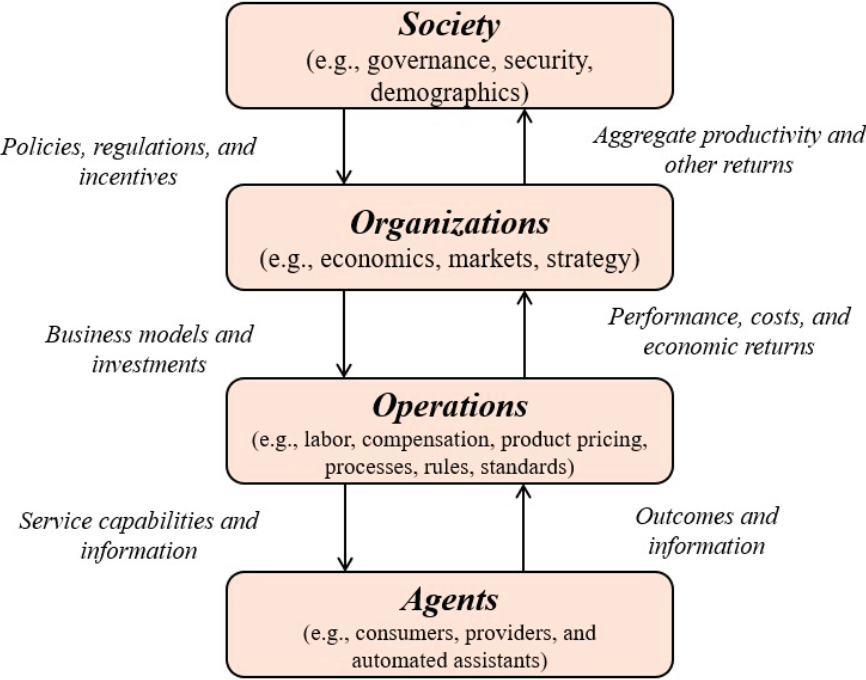 Society
(e.g., governance, security,
demographics)
Policies, regulations, and
incentives
Aggregate productivity and
other returns
Organizations
(e.g., economics, markets, strategy)
Business models and
investments
Performance, costs, and
economic returns
Operations
(e.g., labor, compensation, product pricing,
processes, rules, standards)
Service capabilities and
information
Outcomes and
information
Agents
(e.g., consumers, providers, and
automated assistants)